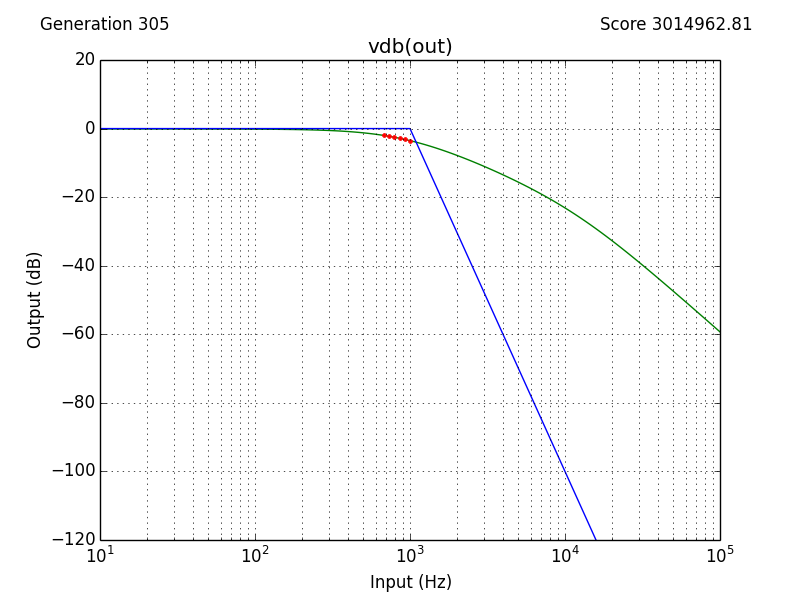 Generation 305
Score 3014962.81
vdb(out)
20
0
−20
−40
−60
−80
−100
−120
Output (dB)
10¹
10²
10³
10⁴
10⁵
Input (Hz)